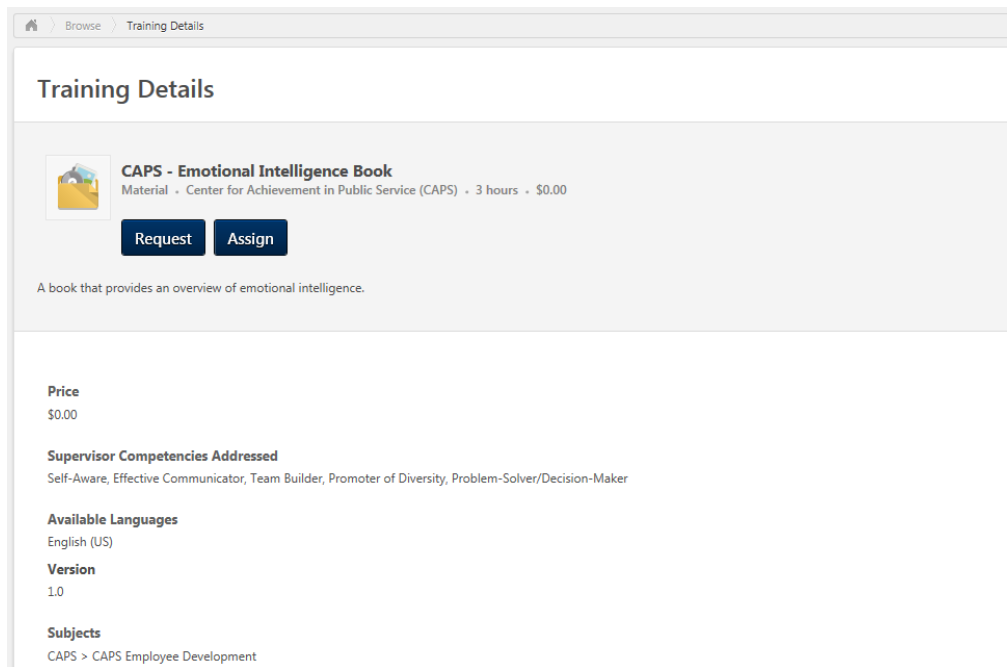 Browse Training Details
Training Details
CAPS - Emotional Intelligence Book
Material • Center for Achievement in Public Service (CAPS) • 3 hours • $0.00
Request Assign
A book that provides an overview of emotional intelligence.
Price
$0.00
Supervisor Competencies Addressed
Self-Aware, Effective Communicator, Team Builder, Promoter of Diversity, Problem-Solver/Decision-Maker
Available Languages
English (US)
Version
1.0
Subjects
CAPS > CAPS Employee Development